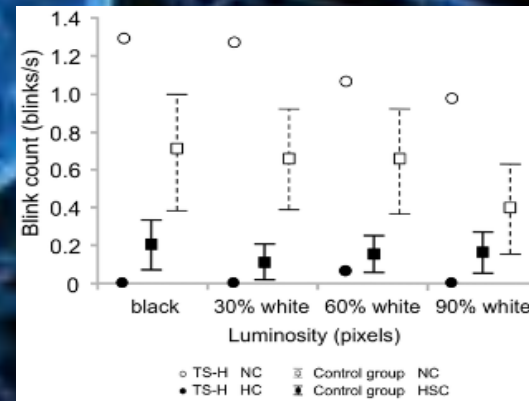 1.4
1.2
1.0
0.8
0.6
0.4
0.2
0
Blink count (blinks/s)
black 30% white 60% white 90% white
Luminosity (pixels)
TS-H NC Control group NC
TS-H HC Control group HSC